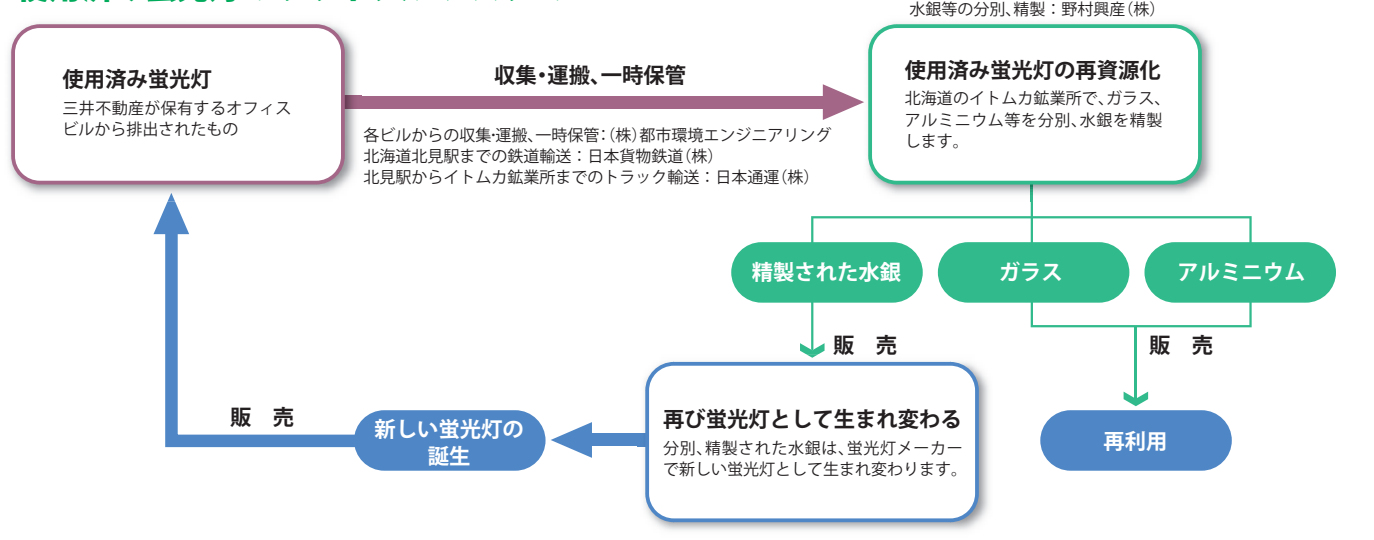 水銀等の分別、精製：野村興産（株）
使用済み蛍光灯
三井不動産が保有するオフィス
ビルから排出されたもの
収集・運搬、一時保管
各ビルからの収集・運搬、一時保管：（株）都市環境エンジニアリング
北海道北見駅までの鉄道輸送：日本貨物鉄道（株）
北見駅からイトムカ鉱業所までのトラック輸送：日本通運（株）
使用済み蛍光灯の再資源化
北海道のイトムカ鉱業所で、ガラス、
アルミニウム等を分別、水銀を精製
します。
精製された水銀
ガラス
アルミニウム
販　売
販　売
再び蛍光灯として生まれ変わる
分別、精製された水銀は、蛍光灯メーカー
で新しい蛍光灯として生まれ変わります。
再利用
新しい蛍光灯の
誕生
販　売